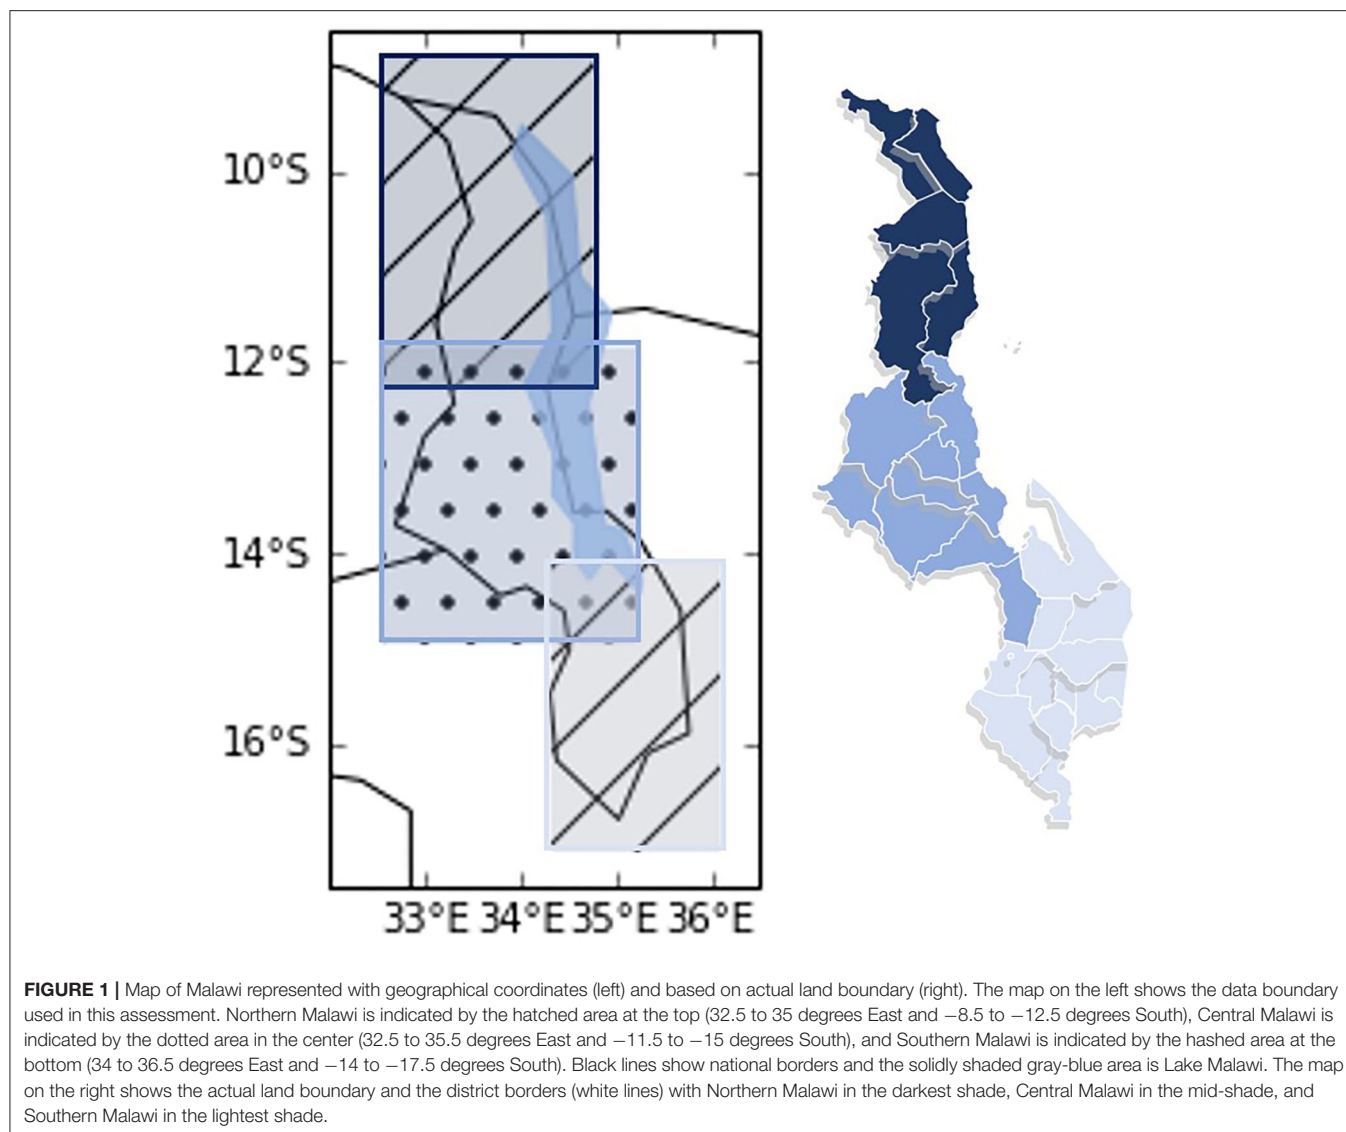 10°S
12°S
14°S
16°S
33°E 34°E 35°E 36°E
FIGURE 1 | Map of Malawi represented with geographical coordinates (left) and based on actual land boundary (right). The map on the left shows the data boundary
used in this assessment. Northern Malawi is indicated by the hatched area at the top (32.5 to 35 degrees East and −8.5 to −12.5 degrees South), Central Malawi is
indicated by the dotted area in the center (32.5 to 35.5 degrees East and −11.5 to −15 degrees South), and Southern Malawi is indicated by the hashed area at the
bottom (34 to 36.5 degrees East and −14 to −17.5 degrees South). Black lines show national borders and the solidly shaded gray-blue area is Lake Malawi. The map
on the right shows the actual land boundary and the district borders (white lines) with Northern Malawi in the darkest shade, Central Malawi in the mid-shade, and
Southern Malawi in the lightest shade.